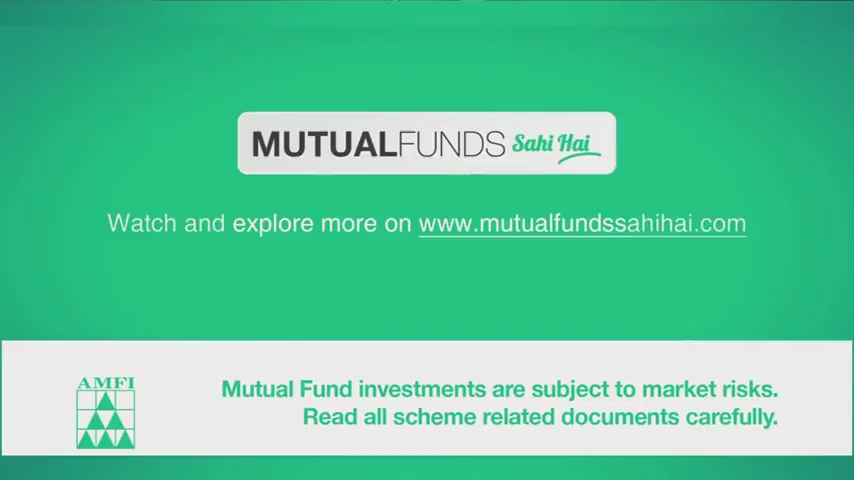 MUTUALFUNDS Sahi Hai
Watch and explore more on www.mutualfundssahihai.com
AMFI
Mutual Fund investments are subject to market risks.
Read all scheme related documents carefully.